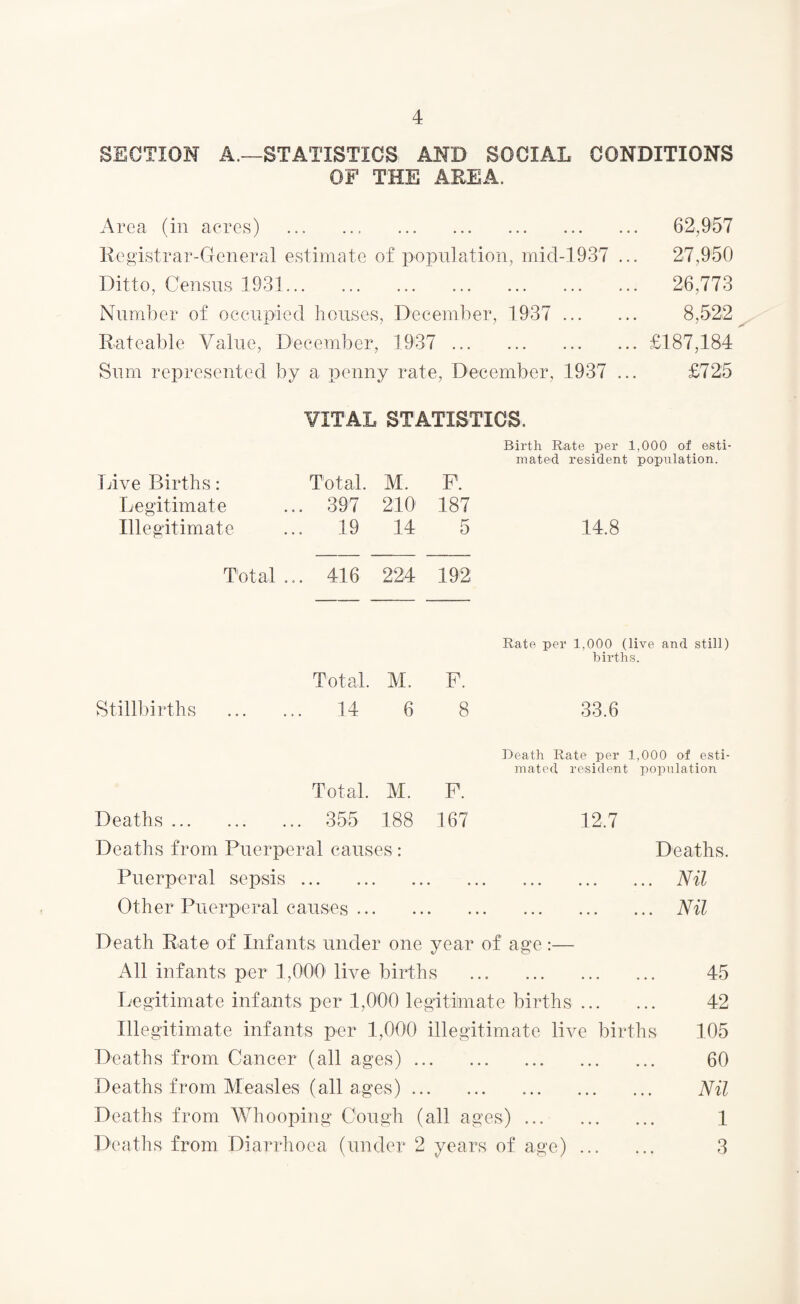 4
SECTION A.—STATISTICS AND SOCIAL CONDITIONS
OF THE AREA.
Area (in acres) ... ... ... ... ... ... ... 62,957
Registrar-General estimate of population, mid-1937 ... 27,950
Ditto, Census 1931... ... ... ... ... ... ... 26,773
Number of occupied houses, December, 1937 ... ... 8,522
Rateable Value, December, 1937 ... ... ... ... £187,184
Sum represented by a penny rate, December, 1937 ... £725
VITAL STATISTICS.
Birth Rate per 1,000 of esti-
mated resident population.
Live Births: Total. M. F.
Legitimate ... 397 210 187
Illegitimate ... 19 14 5 14.8
Total ... 416 224 192
Rate per 1,000 (live and still)
births.
Total. M. F.
Stillbirths ... ... 14 6 8 33.6
Death Rate per 1,000 of esti-
mated resident population
Total. M. F.
Deaths ... ... ... 355 188 167 12.7
Deaths from Puerperal causes: Deaths.
Puerperal sepsis ... ... ... ... ... ... ... Nil
Other Puerperal causes ... ... ... ... ... ... Nil
Death Rate of Infants under one year of age:—
All infants per 1,000 live births ... ... ... ... 45
Legitimate infants per 1,000 legitimate births ... ... 42
Illegitimate infants per 1,000 illegitimate live births 105
Deaths from Cancer (all ages) ... ... ... ... ... 60
Deaths from Measles (all ages) ... ... ... ... ... Nil
Deaths from Whooping Cough (all ages) ... ... ... 1
Deaths from Diarrhoea (under 2 years of age) ... ... 3